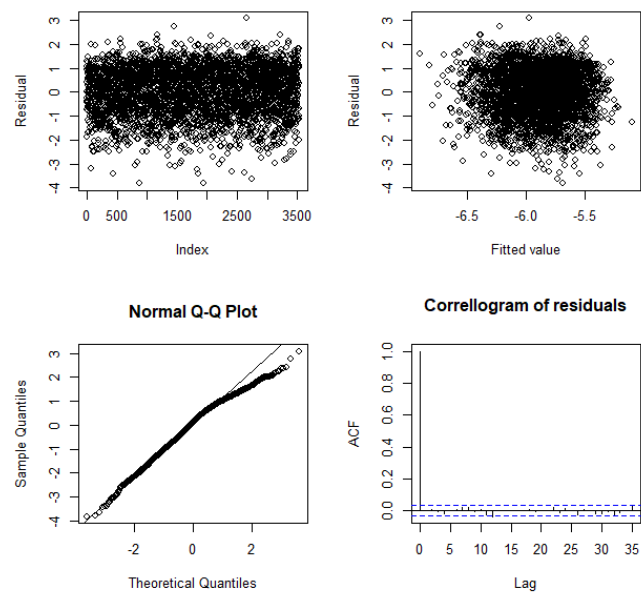 Residual
3
2
1
0
-1
-2
-3
-4
0 500 1500 2500 3500
Index
Residual
3
2
1
0
-1
-2
-3
-4
-6.5 -6.0 -5.5
Fitted value
Normal Q-Q Plot
Sample Quantiles
3
2
1
0
-1
-2
-3
-4
-2 0 2
Theoretical Quantiles
Correllogram of residuals
ACF
1.0
0.8
0.6
0.4
0.2
0.0
0 5 10 15 20 25 30 35
Lag